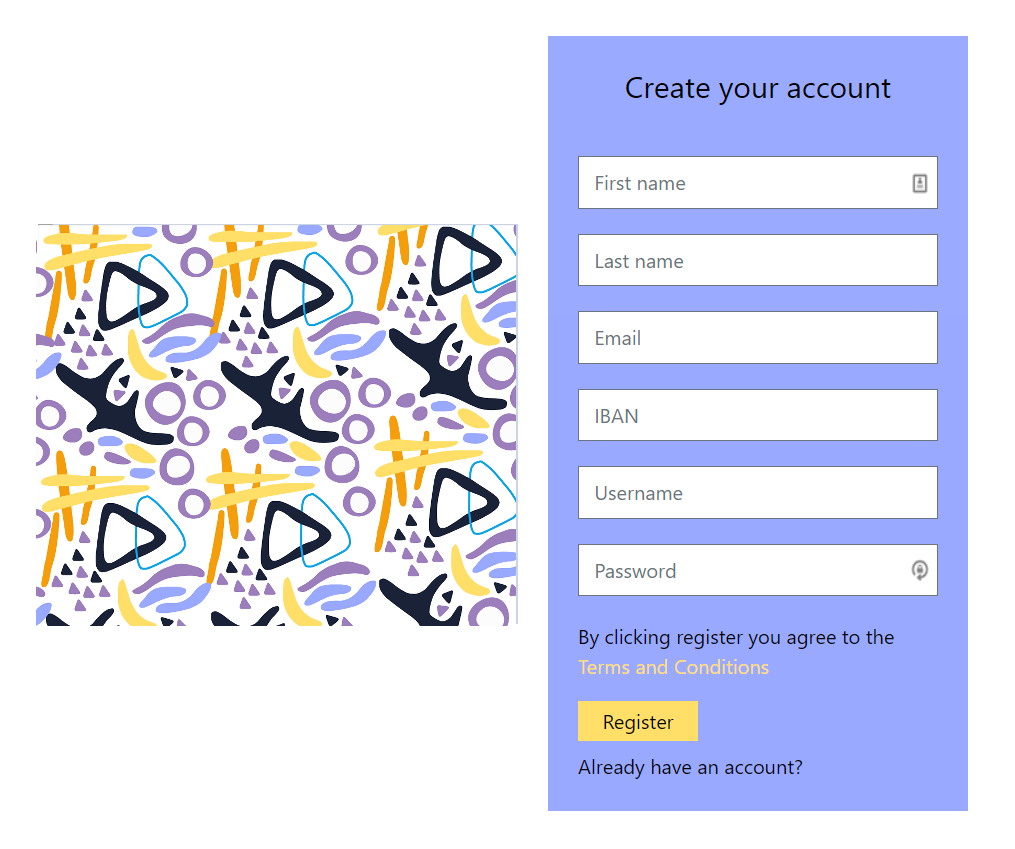 Create your account
First name
Last name
Email
IBAN
Username
Password
By clicking register you agree to the
Terms and Conditions
Register
Already have an account?